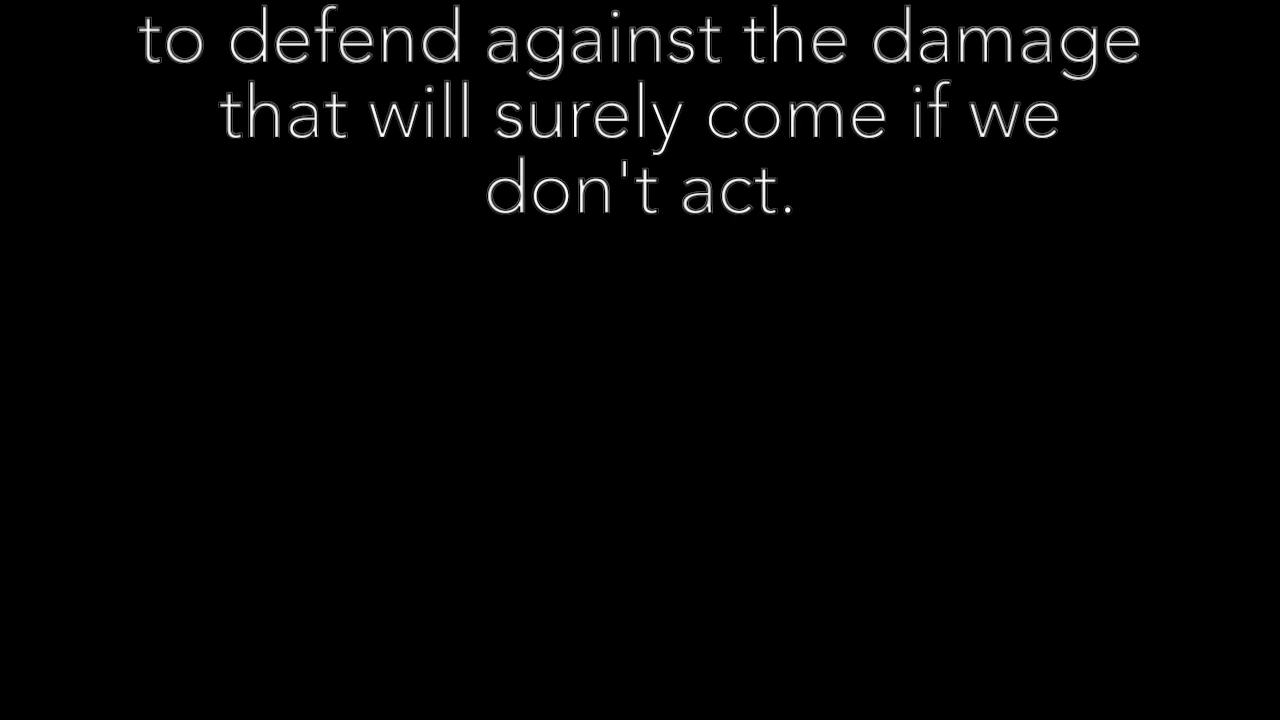 to defend against the damage
that will surely come if we
don't act.